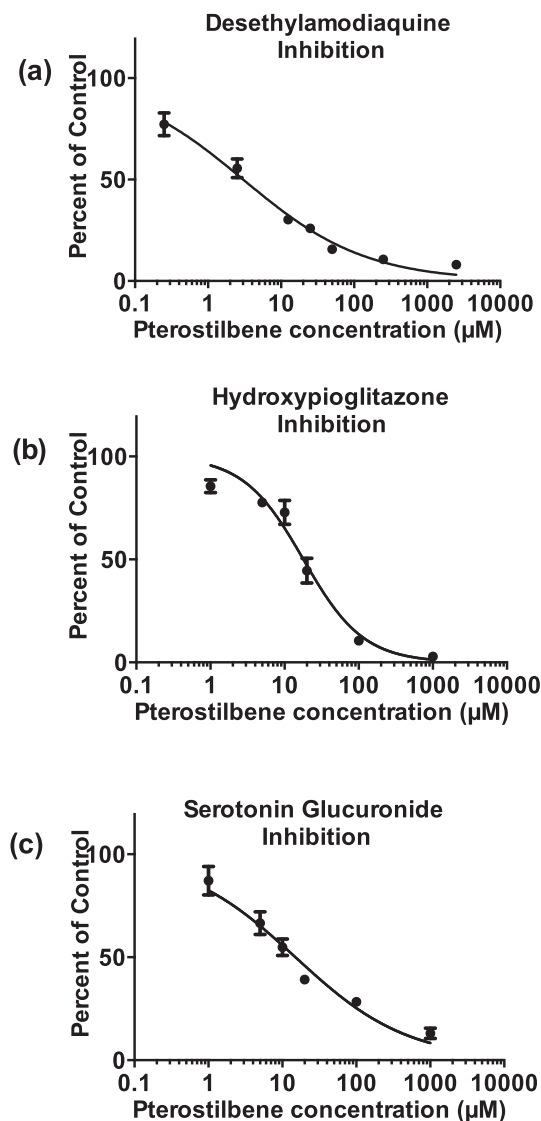 Desethylamodiaquine
Inhibition
(a)
Percent of Control
100
50
0
0.1 1 10 100 1000 10000
Pterostilbene concentration (µM)
Hydroxypioglitazone
Inhibition
(b)
Percent of Control
100
50
0
0.1 1 10 100 1000 10000
Pterostilbene concentration (µM)
Serotonin Glucuronide
Inhibition
(c)
Percent of Control
100
50
0
0.1 1 10 100 1000 10000
Pterostilbene concentration (µM)